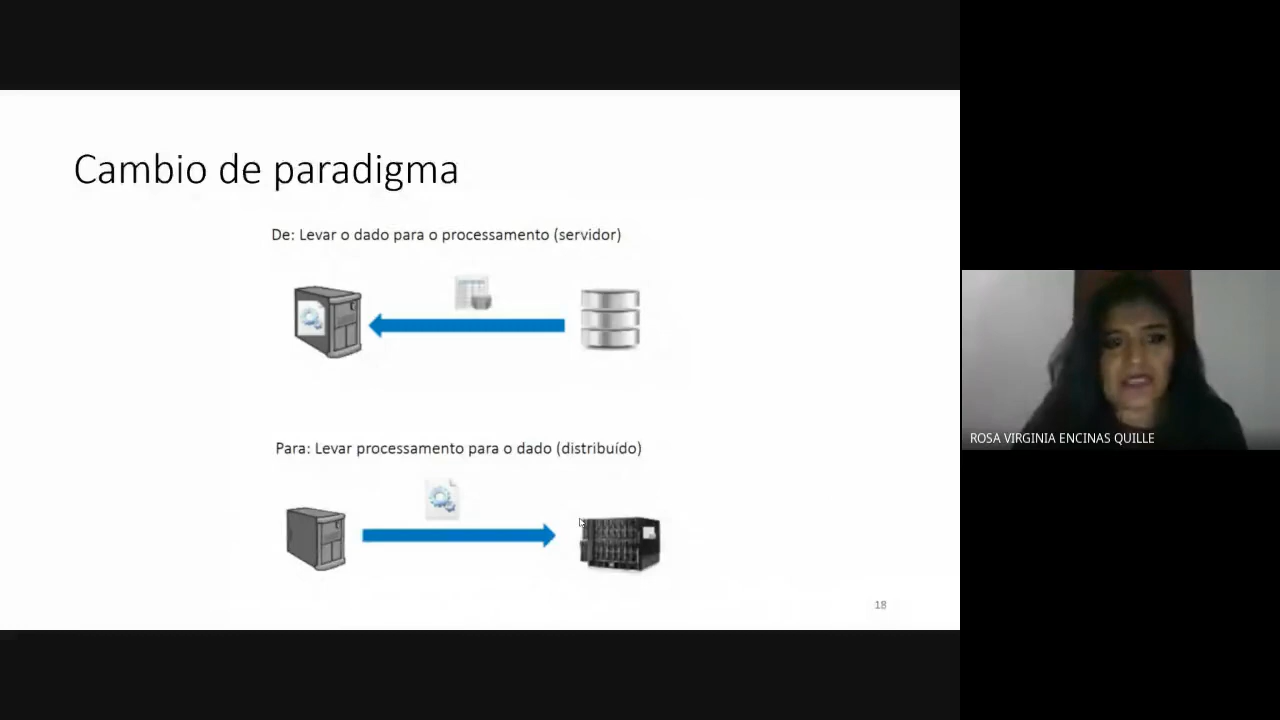 Cambio de paradigma
De: Levar o dado para o processamento (servidor)
Para: Levar processamento para o dado (distribuído)
18
ROSA VIRGINIA ENCINAS QUILLE